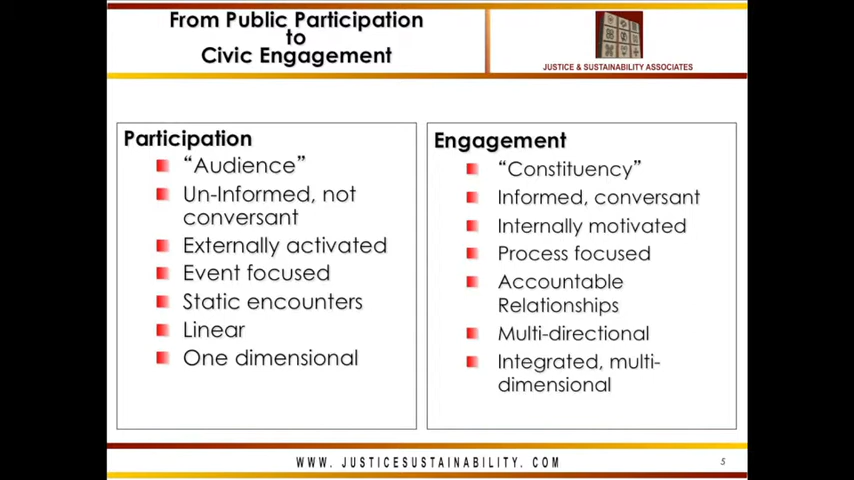 From Public Participation
to
Civic Engagement
JUSTICE & SUSTAINABILITY ASSOCIATES
Participation
“Audience”
Un-Informed, not
conversant
Externally activated
Event focused
Static encounters
Linear
One dimensional
Engagement
“Constituency”
Informed, conversant
Internally motivated
Process focused
Accountable
Relationships
Multi-directional
Integrated, multi-
dimensional
WWW. JUSTICESUSTAINABILITY. COM
5